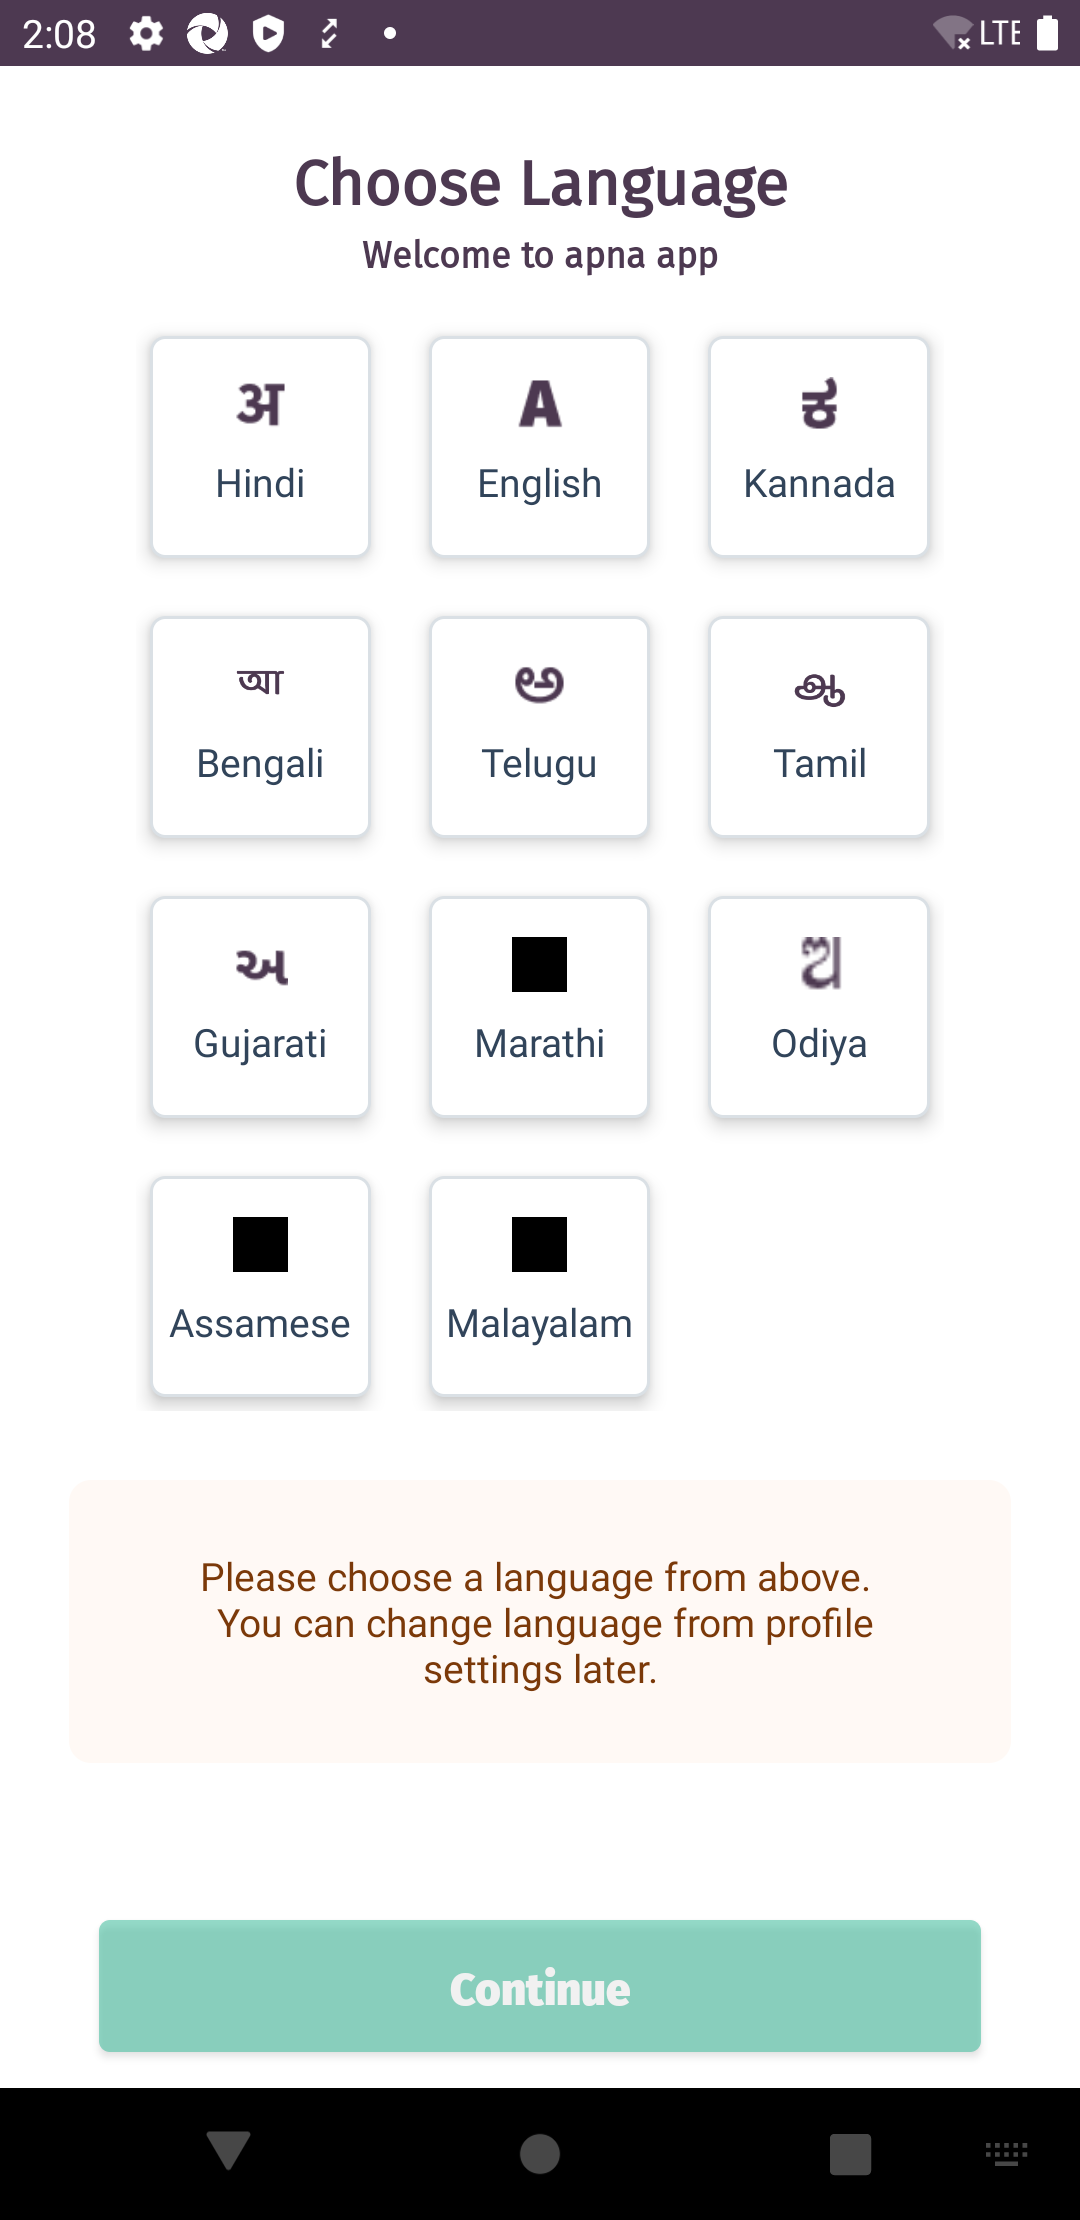 2:08 LTE
Choose Language
Welcome to apna app
अ A ಕ
Hindi English Kannada
আ అ ஆ
Bengali Telugu Tamil
અ ଅ
Gujarati Marathi Odiya
Assamese Malayalam
Please choose a language from above.
You can change language from profile
settings later.
Continue